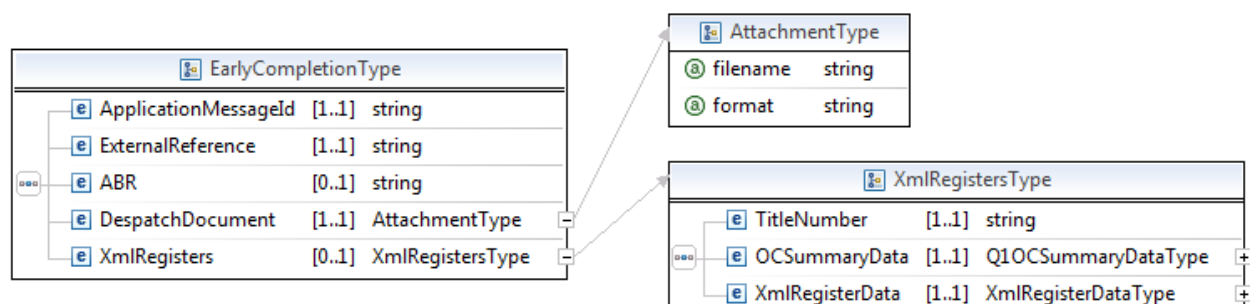 EarlyCompletionType
e ApplicationMessageId [1..1] string
e ExternalReference [1..1] string
e ABR [0..1] string
e DespatchDocument [1..1] AttachmentType
e XmlRegisters [0..1] XmlRegistersType
AttachmentType
a filename string
a format string
XmlRegistersType
e TitleNumber [1..1] string
e OCSummaryData [1..1] Q1OCSummaryDataType
e XmlRegisterData [1..1] XmlRegisterDataType